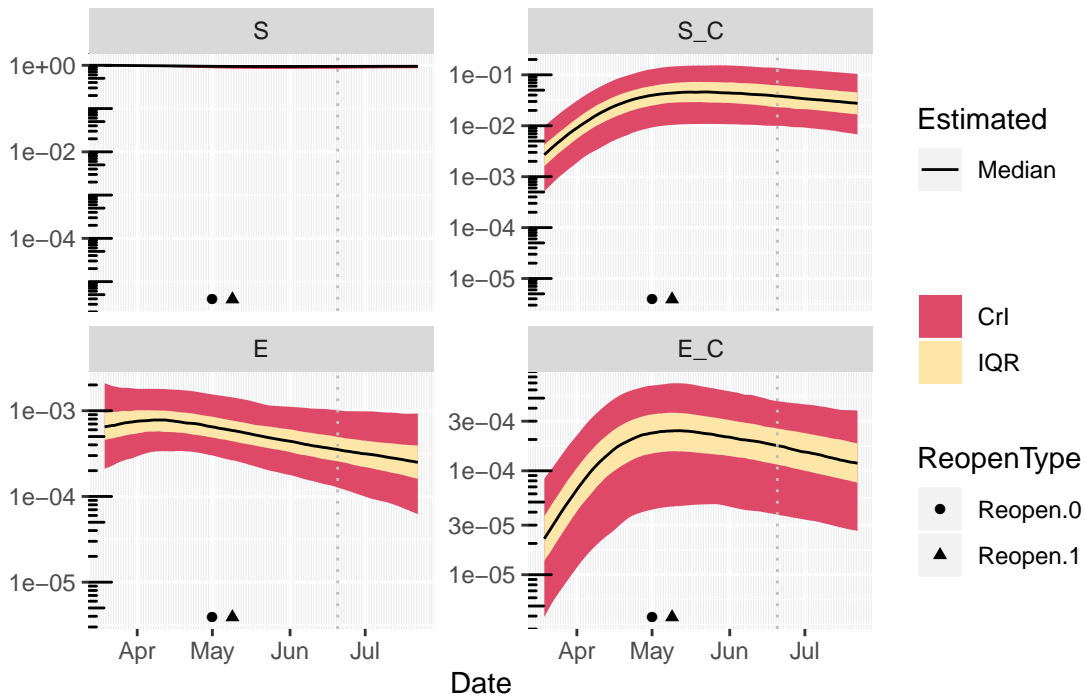 S
S_C
1e+00
1e−02
1e−04
1e−01
1e−02
1e−03
1e−04
1e−05
E
E_C
1e−03
1e−04
1e−05
3e−04
1e−04
3e−05
1e−05
Apr May Jun Jul
Apr May Jun Jul
Date
Estimated
Median
CrI
IQR
ReopenType
Reopen.0
Reopen.1